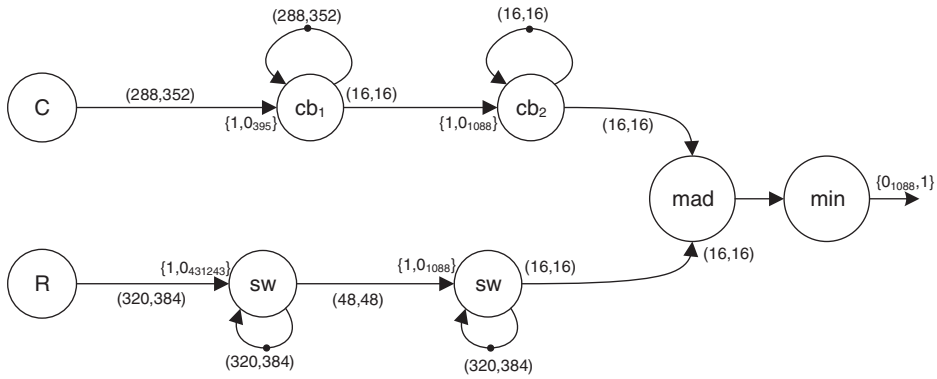 (288,352)
(16,16)
C
(288,352)
cb₁
(16,16)
cb₂
{1,0₃₉₅}
{1,0₁₀₈₈}
(16,16)
mad
min
{0₁₀₈₈,1}
R
{1,0₄₃₁₂₄₃}
(320,384)
sw
(48,48)
{1,0₁₀₈₈}
sw
(16,16)
(16,16)
(320,384)
(320,384)